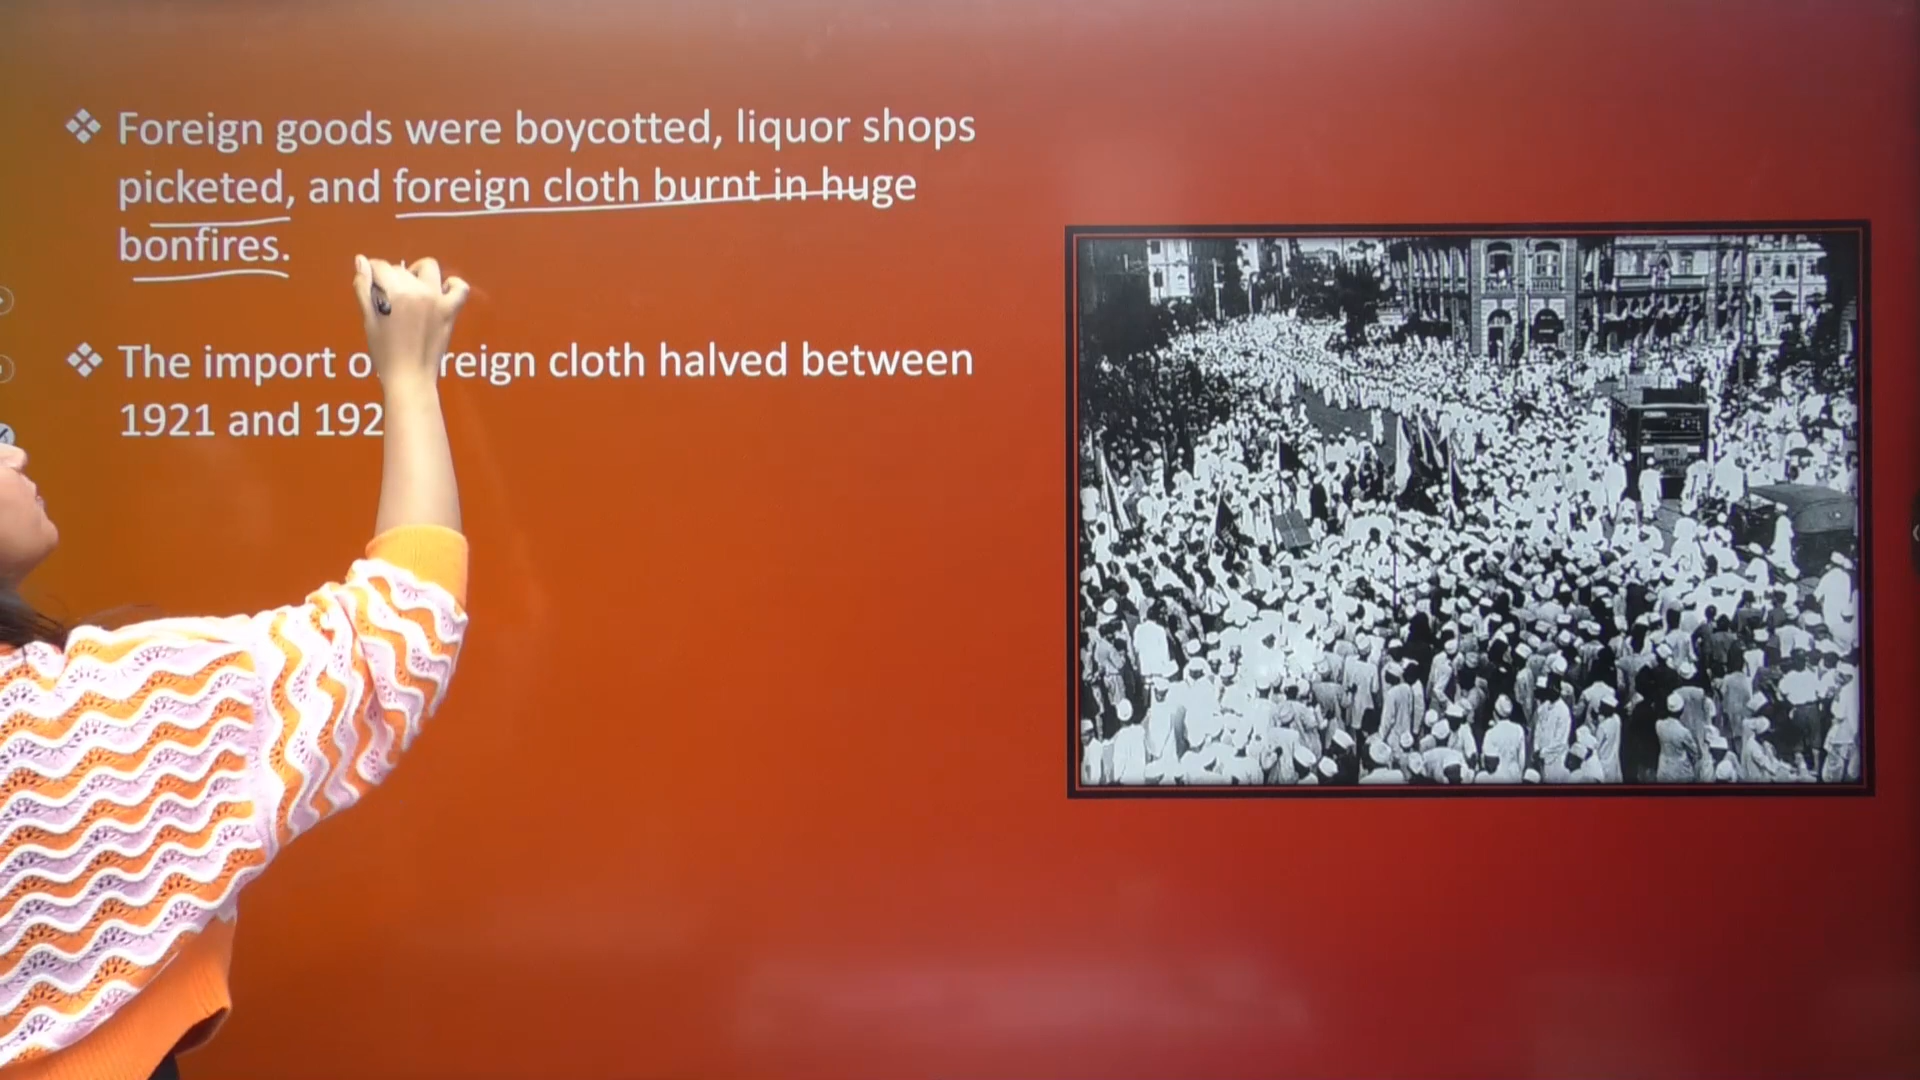 ❖ Foreign goods were boycotted, liquor shops
picketed, and foreign cloth burnt in huge
bonfires.
❖ The import reign cloth halved between
1921 and 192